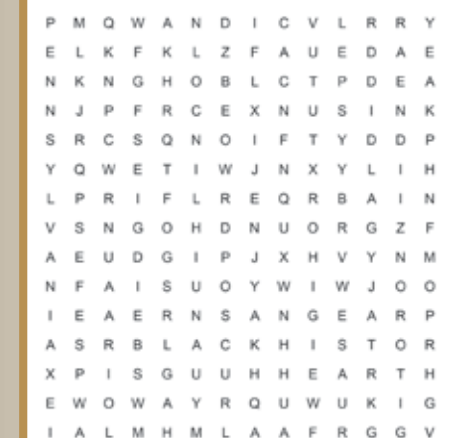 P M Q W A N D I C V L R R Y
E L K F K L Z F A U E D A E
N K N G H O B L C T P D E A
N J P F R C E X N U S I N K
S R C S Q N O I F T Y D D P
Y Q W E T I W J N X Y L I H
L P R I F L R E Q R B A I N
V S N G O H D N U O R G Z F
A E U D G I P J X H V Y N M
N F A I S U O Y W I W J O O
I E A E R N S A N G E A R P
A S R B L A C K H I S T O R
X P I S G U U H H E A R T H
E W O W A Y R Q U W U K I G
I A L M H M L A A F R G G V